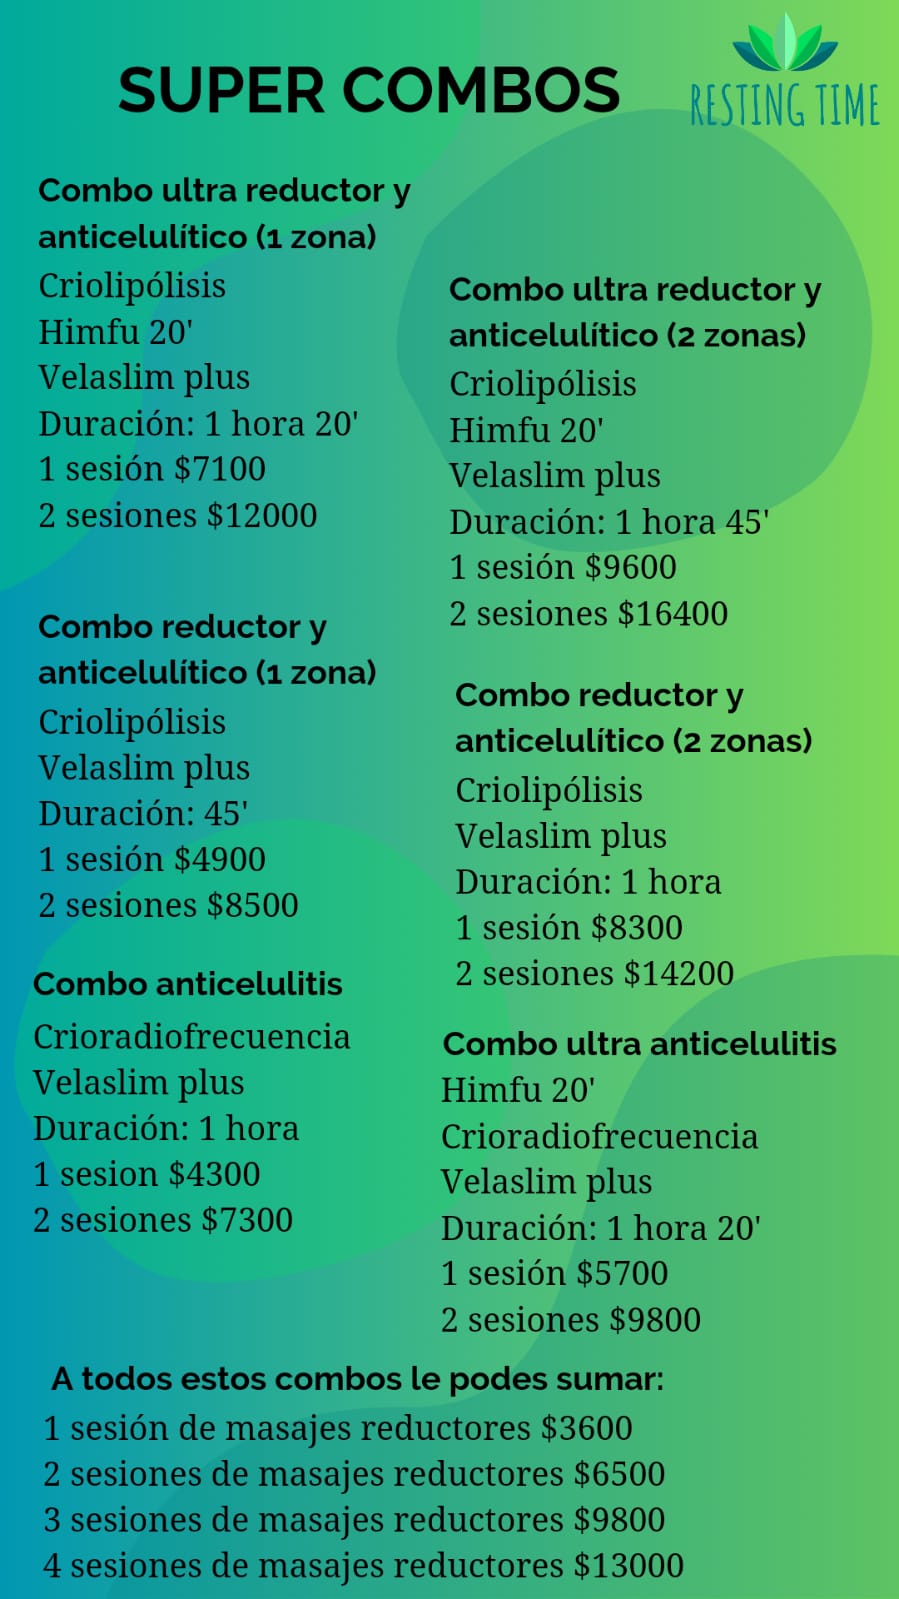 SUPER COMBOS
RESTING TIME
Combo ultra reductor y
anticelulítico (1 zona)
Criolipólisis
Himfu 20'
Velaslim plus
Duración: 1 hora 20'
1 sesión $7100
2 sesiones $12000
Combo ultra reductor y
anticelulítico (2 zonas)
Criolipólisis
Himfu 20'
Velaslim plus
Duración: 1 hora 45'
1 sesión $9600
2 sesiones $16400
Combo reductor y
anticelulítico (1 zona)
Criolipólisis
Velaslim plus
Duración: 45'
1 sesión $4900
2 sesiones $8500
Combo reductor y
anticelulítico (2 zonas)
Criolipólisis
Velaslim plus
Duración: 1 hora
1 sesión $8300
2 sesiones $14200
Combo anticelulitis
Crioradiofrecuencia
Velaslim plus
Duración: 1 hora
1 sesion $4300
2 sesiones $7300
Combo ultra anticelulitis
Himfu 20'
Crioradiofrecuencia
Velaslim plus
Duración: 1 hora 20'
1 sesión $5700
2 sesiones $9800
A todos estos combos le podes sumar:
1 sesión de masajes reductores $3600
2 sesiones de masajes reductores $6500
3 sesiones de masajes reductores $9800
4 sesiones de masajes reductores $13000